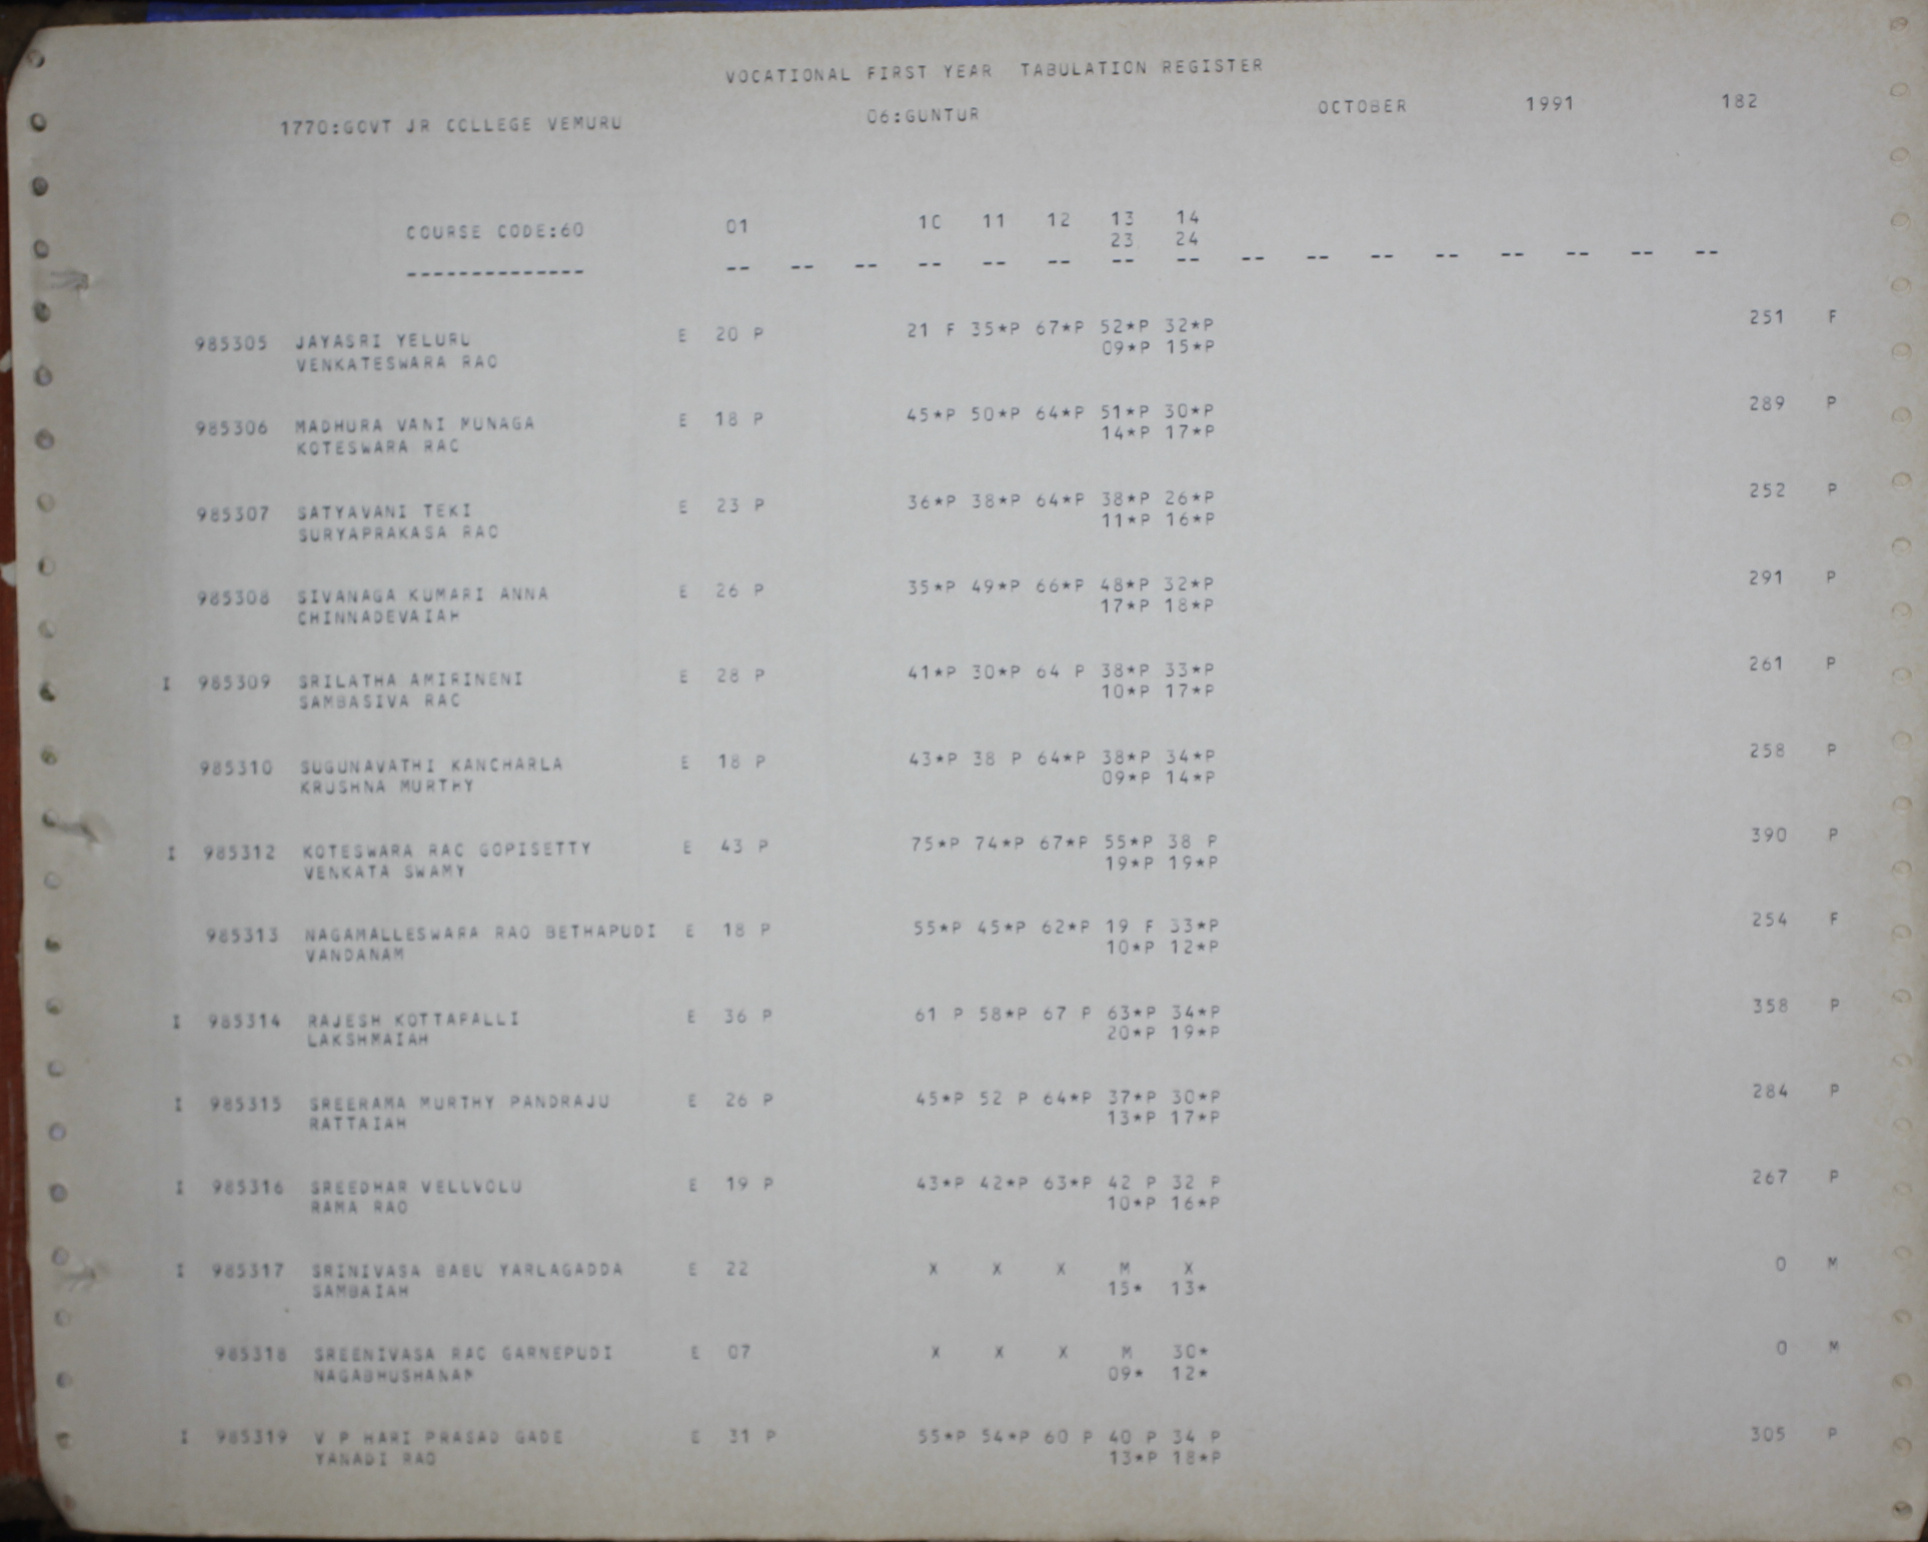 VOCATIONAL FIRST YEAR TABULATION REGISTER
1770:GOVT JR COLLEGE VEMURU 06:GUNTUR OCTOBER 1991 182
COURSE CODE:60 01 10 11 12 13 14
23 24
-------------- -- -- -- -- -- -- -- -- -- -- -- -- -- -- -- --
985305 JAYASRI YELURU E 20 P 21 F 35*P 67*P 52*P 32*P 251 F
VENKATESWARA RAO 09*P 15*P
985306 MADHURA VANI MUNAGA E 18 P 45*P 50*P 64*P 51*P 30*P 289 P
KOTESWARA RAO 14*P 17*P
985307 SATYAVANI TEKI E 23 P 36*P 38*P 64*P 38*P 26*P 252 P
SURYAPRAKASA RAO 11*P 16*P
985308 SIVANAGA KUMARI ANNA E 26 P 35*P 49*P 66*P 48*P 32*P 291 P
CHINNADEVAIAH 17*P 18*P
I 985309 SRILATHA AMIRINENI E 28 P 41*P 30*P 64 P 38*P 33*P 261 P
SAMBASIVA RAO 10*P 17*P
985310 SUGUNAVATHI KANCHARLA E 18 P 43*P 38 P 64*P 38*P 34*P 258 P
KRUSHNA MURTHY 09*P 14*P
I 985312 KOTESWARA RAO GOPISETTY E 43 P 75*P 74*P 67*P 55*P 38 P 390 P
VENKATA SWAMY 19*P 19*P
985313 NAGAMALLESWARA RAO BETHAPUDI E 18 P 55*P 45*P 62*P 19 F 33*P 254 F
VANDANAM 10*P 12*P
I 985314 RAJESH KOTTAPALLI E 36 P 61 P 58*P 67 P 63*P 34*P 358 P
LAKSHMAIAH 20*P 19*P
I 985315 SREERAMA MURTHY PANDRAJU E 26 P 45*P 52 P 64*P 37*P 30*P 284 P
RATTAIAH 13*P 17*P
I 985316 SREEDHAR VELLVOLU E 19 P 43*P 42*P 63*P 42 P 32 P 267 P
RAMA RAO 10*P 16*P
I 985317 SRINIVASA BABU YARLAGADDA E 22 X X X M X 0 M
SAMBAIAH 15* 13*
985318 SREENIVASA RAO GARNEPUDI E 07 X X X M 30* 0 M
NAGABHUSHANAM 09* 12*
I 985319 V P HARI PRASAD GADE E 31 P 55*P 54*P 60 P 40 P 34 P 305 P
YANADI RAO 13*P 18*P